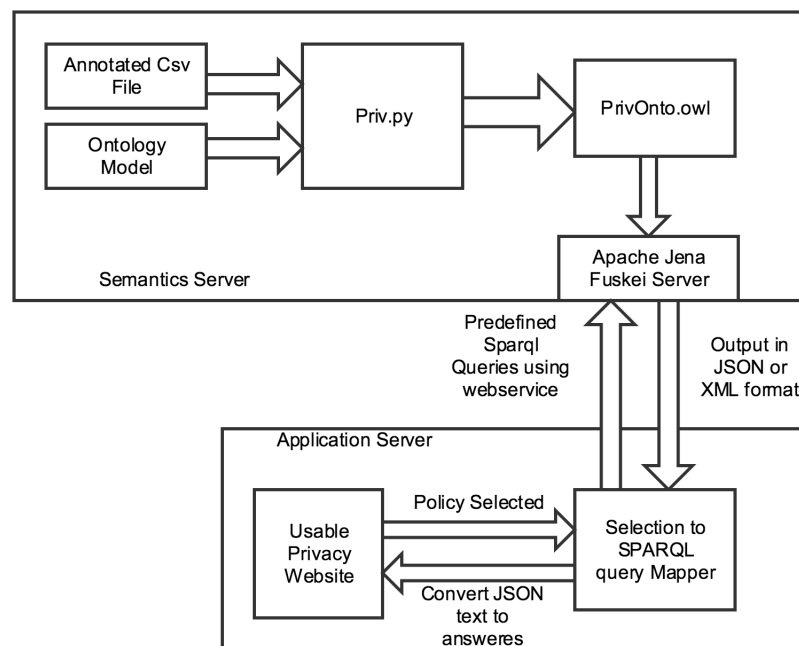 Annotated Csv
File
Ontology
Model
Priv.py
PrivOnto.owl
Apache Jena
Fuskei Server
Semantics Server
Predefined
Sparql
Queries using
webservice
Output in
JSON or
XML format
Application Server
Usable
Privacy
Website
Policy Selected
Convert JSON
text to
answeres
Selection to
SPARQL
query Mapper